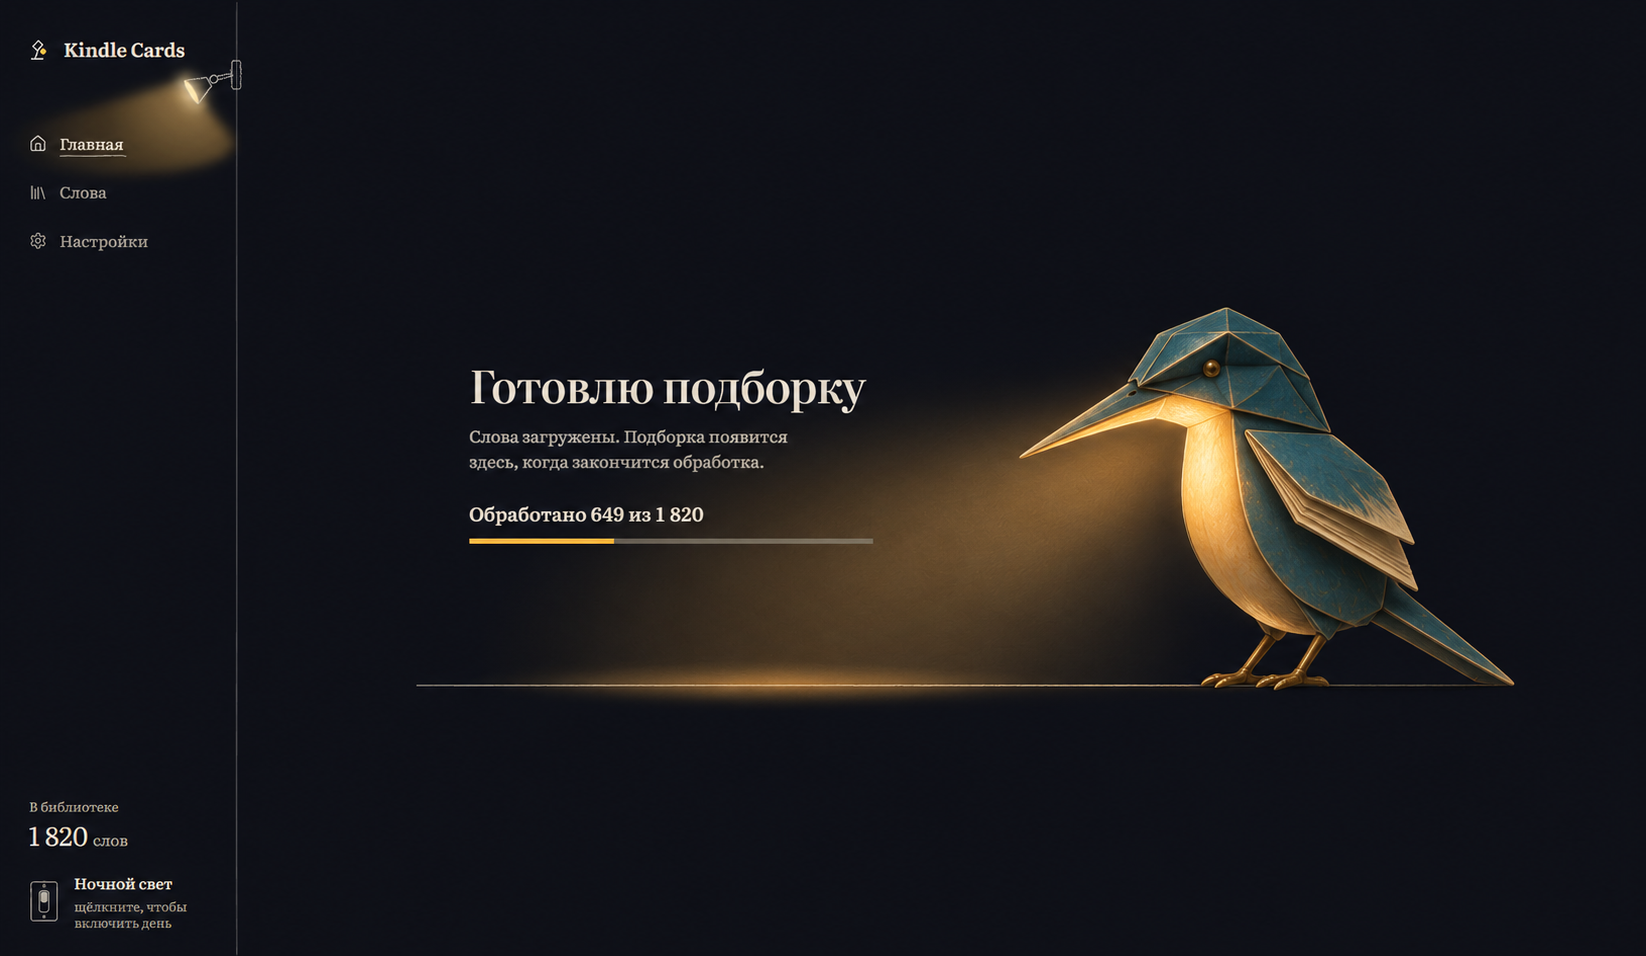 Kindle Cards
Главная
Слова
Настройки
Готовлю подборку
Слова загружены. Подборка появится
здесь, когда закончится обработка.
Обработано 649 из 1 820
В библиотеке
1 820 слов
Ночной свет
щёлкните, чтобы
включить день